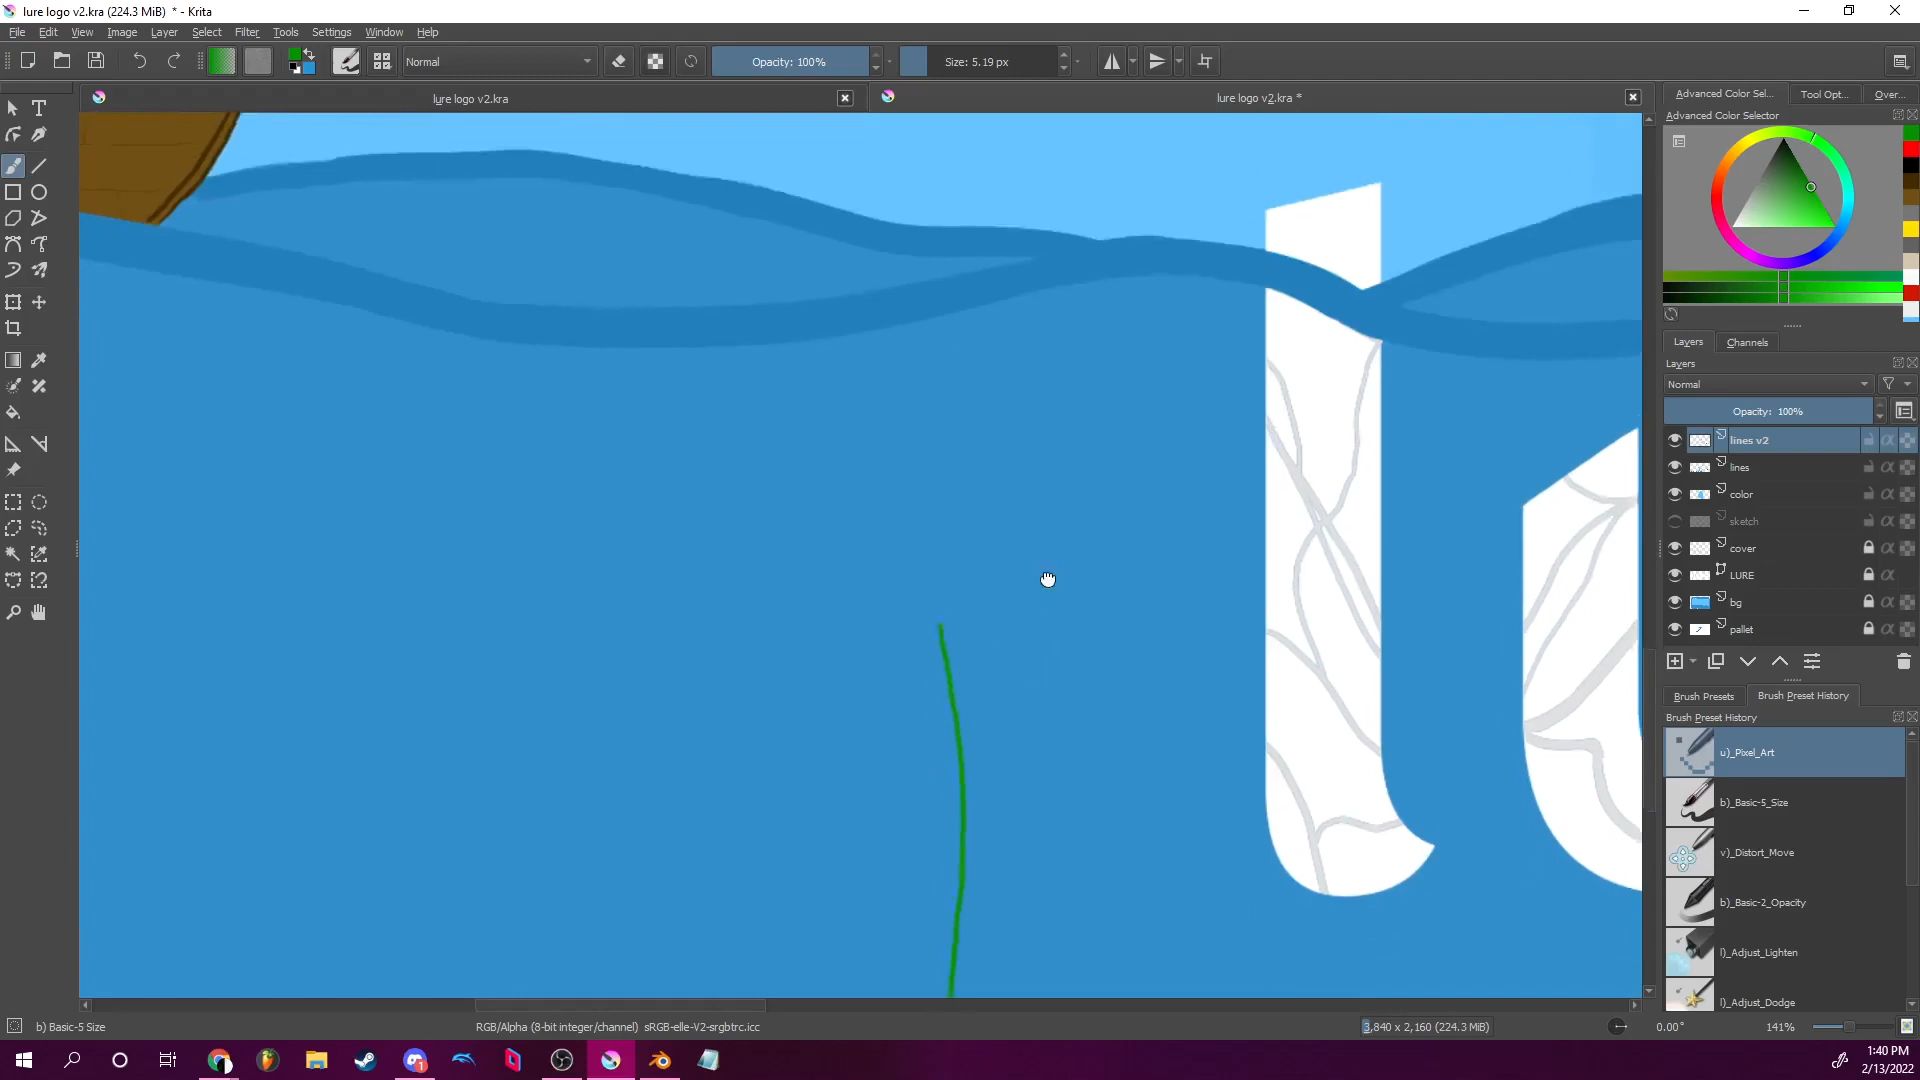 lure logo v2.kra (224.3 MiB) * - Krita
File Edit View Image Layer Select Filter Tools Settings Window Help
Normal
Opacity: 100%
Size: 5.19 px
lure logo v2.kra
lure logo v2.kra *
Advanced Color Sel...
Tool Opt...
Over...
Advanced Color Selector
Layers
Channels
Layers
Normal
Opacity: 100%
lines v2
lines
color
sketch
cover
LURE
bg
pallet
Brush Presets
Brush Preset History
Brush Preset History
u)_Pixel_Art
b)_Basic-5_Size
v)_Distort_Move
b)_Basic-2_Opacity
l)_Adjust_Lighten
l)_Adjust_Dodge
b) Basic-5 Size
RGB/Alpha (8-bit integer/channel) sRGB-elle-V2-srgbtrc.icc
3,840 x 2,160 (224.3 MiB)
0.00°
141%
1:40 PM
2/13/2022